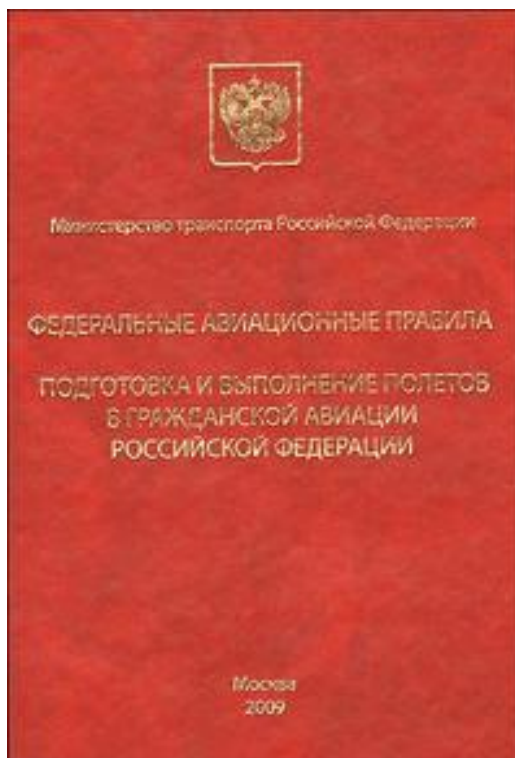 Министерство транспорта Российской Федерации
ФЕДЕРАЛЬНЫЕ АВИАЦИОННЫЕ ПРАВИЛА
ПОДГОТОВКА И ВЫПОЛНЕНИЕ ПОЛЕТОВ
В ГРАЖДАНСКОЙ АВИАЦИИ
РОССИЙСКОЙ ФЕДЕРАЦИИ
Москва
2009